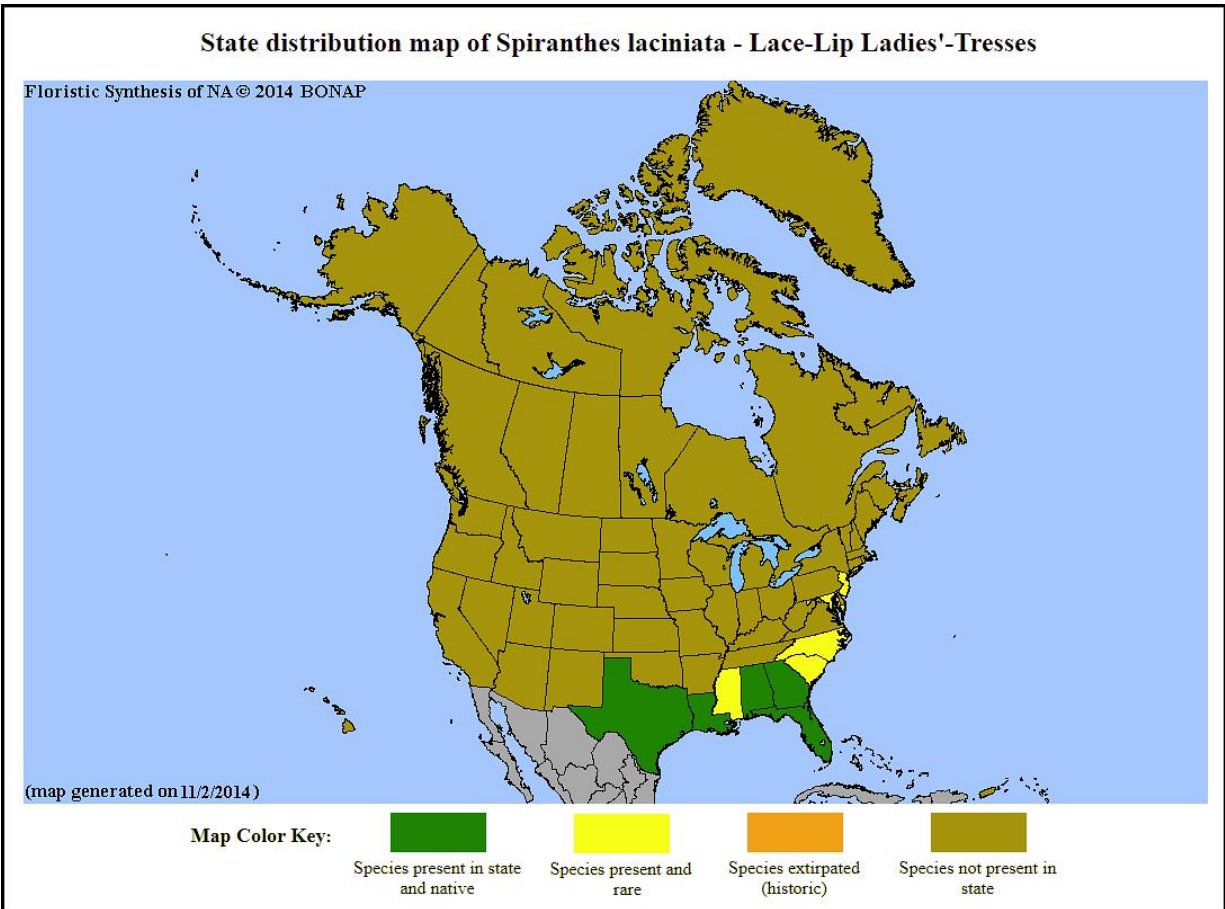 State distribution map of Spiranthes laciniata - Lace-Lip Ladies'-Tresses
Floristic Synthesis of NA © 2014 BONAP
(map generated on 11/2/2014)
Map Color Key:
Species present in state
and native
Species present and
rare
Species extirpated
(historic)
Species not present in
state